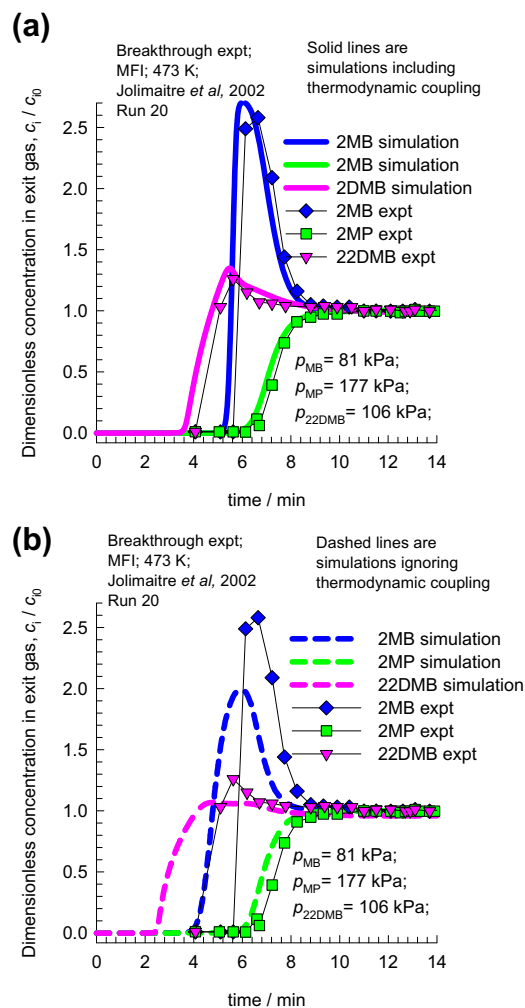 (a)
Breakthrough expt;
MFI; 473 K;
Jolimaitre et al, 2002
Run 20
Solid lines are
simulations including
thermodynamic coupling
2MB simulation
2MB simulation
2DMB simulation
2MB expt
2MP expt
22DMB expt
p_MB = 81 kPa;
p_MP = 177 kPa;
p_22DMB = 106 kPa;
Dimensionless concentration in exit gas, c_i / c_i0
2.5
2.0
1.5
1.0
0.5
0.0
0 2 4 6 8 10 12 14
time / min
(b)
Breakthrough expt;
MFI; 473 K;
Jolimaitre et al, 2002
Run 20
Dashed lines are
simulations ignoring
thermodynamic coupling
2MB simulation
2MP simulation
22DMB simulation
2MB expt
2MP expt
22DMB expt
p_MB = 81 kPa;
p_MP = 177 kPa;
p_22DMB = 106 kPa;
Dimensionless concentration in exit gas, c_i / c_i0
2.5
2.0
1.5
1.0
0.5
0.0
0 2 4 6 8 10 12 14
time / min